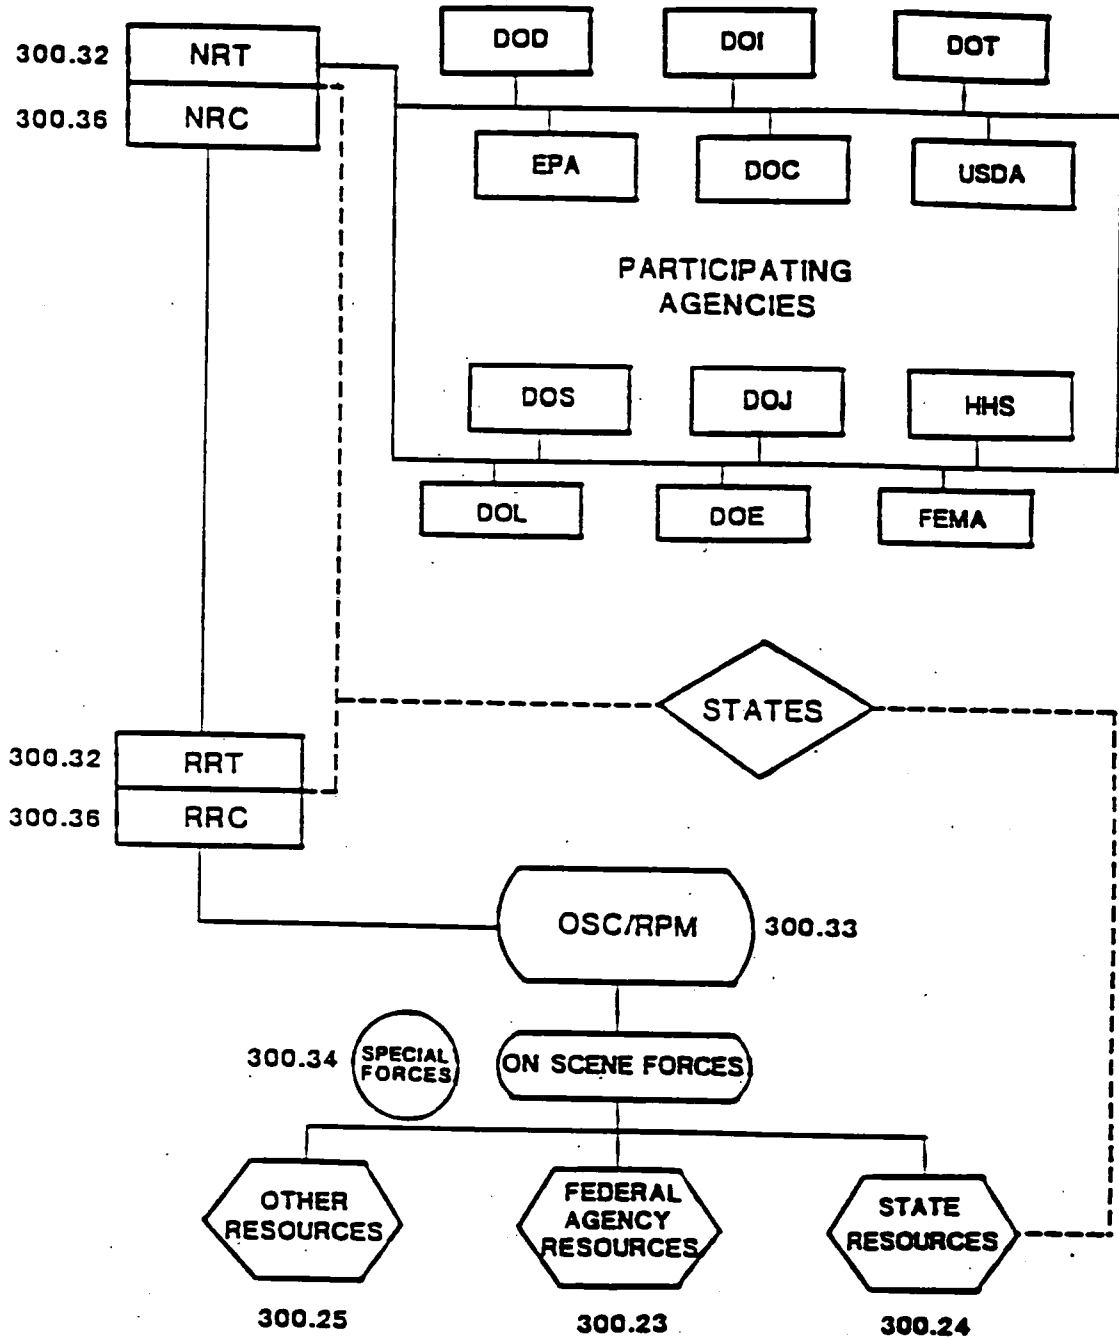 300.32
NRT
300.36
NRC
DOD
DOI
DOT
EPA
DOC
USDA
PARTICIPATING
AGENCIES
DOS
DOJ
HHS
DOL
DOE
FEMA
STATES
300.32
RRT
300.36
RRC
OSC/RPM
300.33
300.34
SPECIAL
FORCES
ON SCENE FORCES
OTHER
RESOURCES
FEDERAL
AGENCY
RESOURCES
STATE
RESOURCES
300.25
300.23
300.24